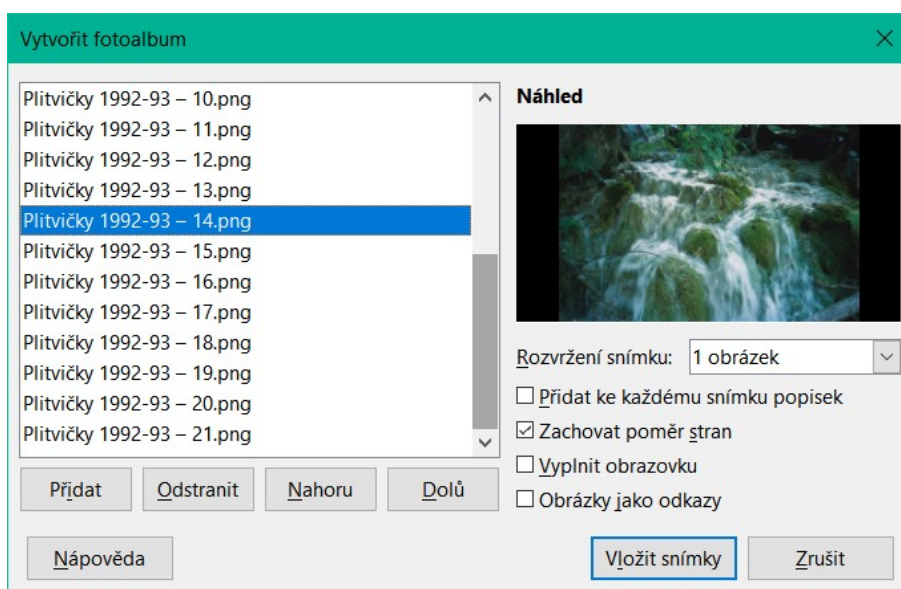 Vytvořit fotoalbum
Plitvičky 1992-93 – 10.png
Plitvičky 1992-93 – 11.png
Plitvičky 1992-93 – 12.png
Plitvičky 1992-93 – 13.png
Plitvičky 1992-93 – 14.png
Plitvičky 1992-93 – 15.png
Plitvičky 1992-93 – 16.png
Plitvičky 1992-93 – 17.png
Plitvičky 1992-93 – 18.png
Plitvičky 1992-93 – 19.png
Plitvičky 1992-93 – 20.png
Plitvičky 1992-93 – 21.png
Přidat Odstranit Nahoru Dolů
Náhled
Rozvržení snímku: 1 obrázek
Přidat ke každému snímku popisek
Zachovat poměr stran
Vyplnit obrazovku
Obrázky jako odkazy
Nápověda Vložit snímky Zrušit